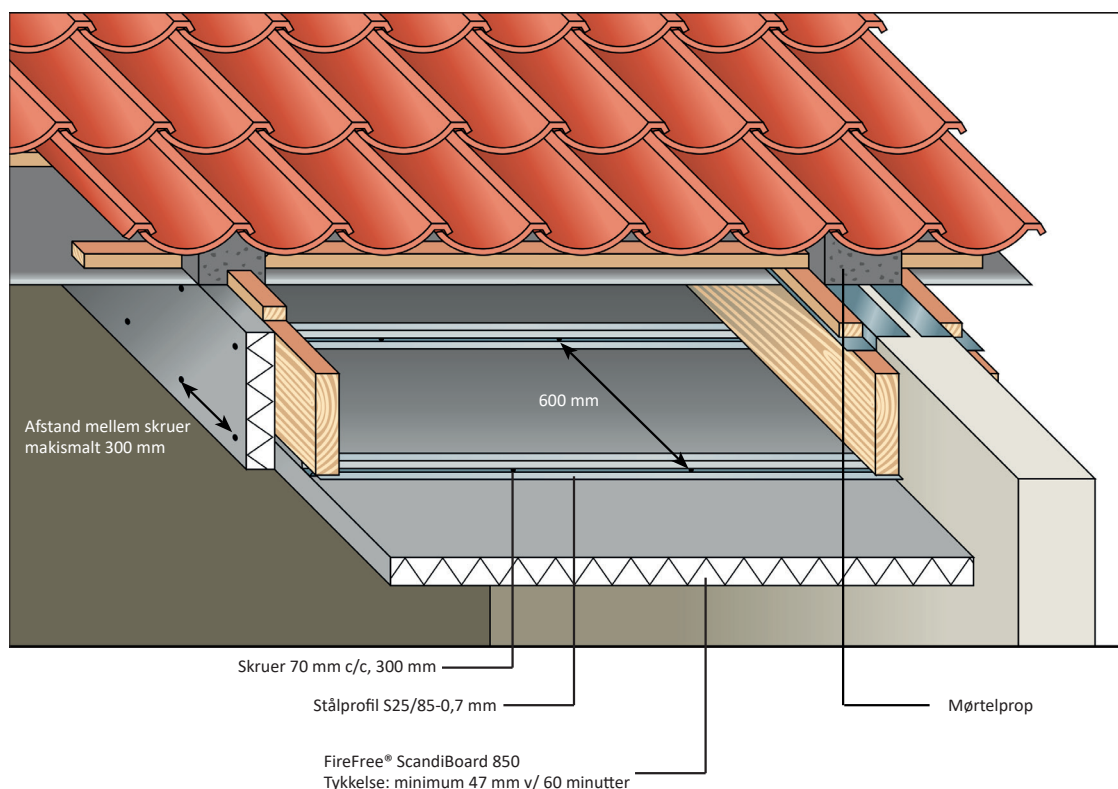 600 mm
Afstand mellem skruer
makismalt 300 mm
Skruer 70 mm c/c, 300 mm
Stålprofil S25/85-0,7 mm
Mørtelprop
FireFree® ScandiBoard 850
Tykkelse: minimum 47 mm v/ 60 minutter